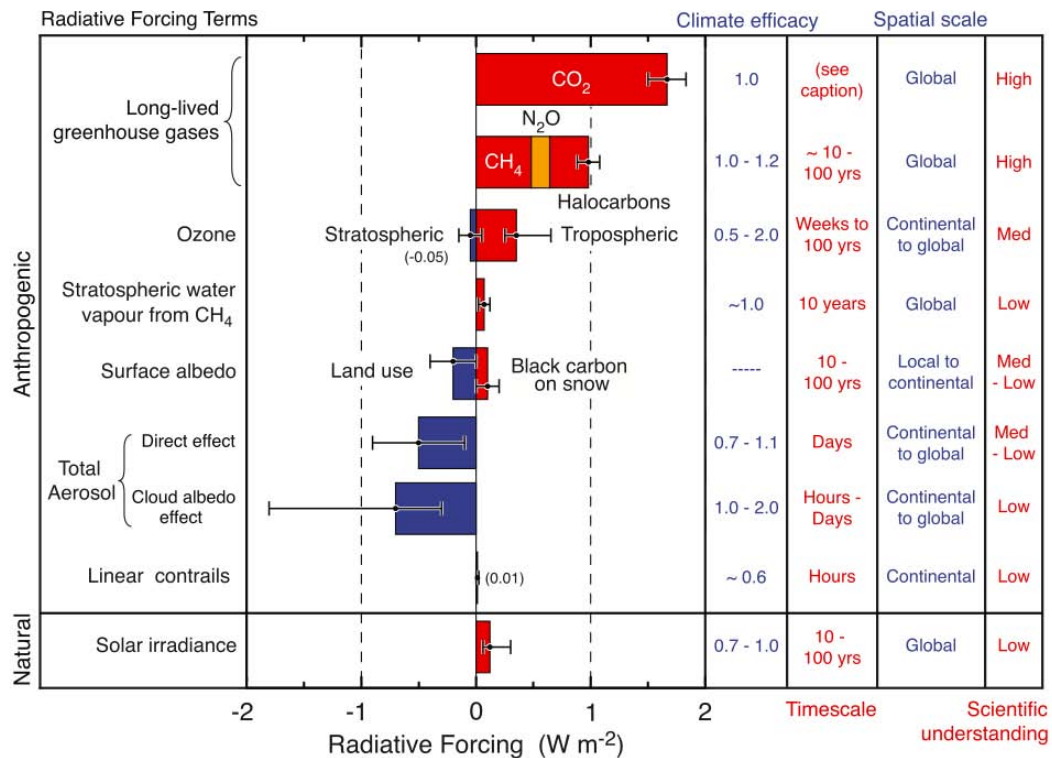 Radiative Forcing Terms
Climate efficacy
Spatial scale
Anthropogenic
Long-lived
greenhouse gases
CO2
1.0
(see
caption)
Global
High
N2O
CH4
Halocarbons
1.0 - 1.2
~ 10 -
100 yrs
Global
High
Ozone
Stratospheric
(-0.05)
Tropospheric
0.5 - 2.0
Weeks to
100 yrs
Continental
to global
Med
Stratospheric water
vapour from CH4
~1.0
10 years
Global
Low
Surface albedo
Land use
Black carbon
on snow
-----
10 -
100 yrs
Local to
continental
Med
- Low
Total
Aerosol
Direct effect
0.7 - 1.1
Days
Continental
to global
Med
- Low
Cloud albedo
effect
1.0 - 2.0
Hours -
Days
Continental
to global
Low
Linear contrails
(0.01)
~ 0.6
Hours
Continental
Low
Natural
Solar irradiance
0.7 - 1.0
10 -
100 yrs
Global
Low
-2 -1 0 1 2
Radiative Forcing (W m-2)
Timescale
Scientific
understanding